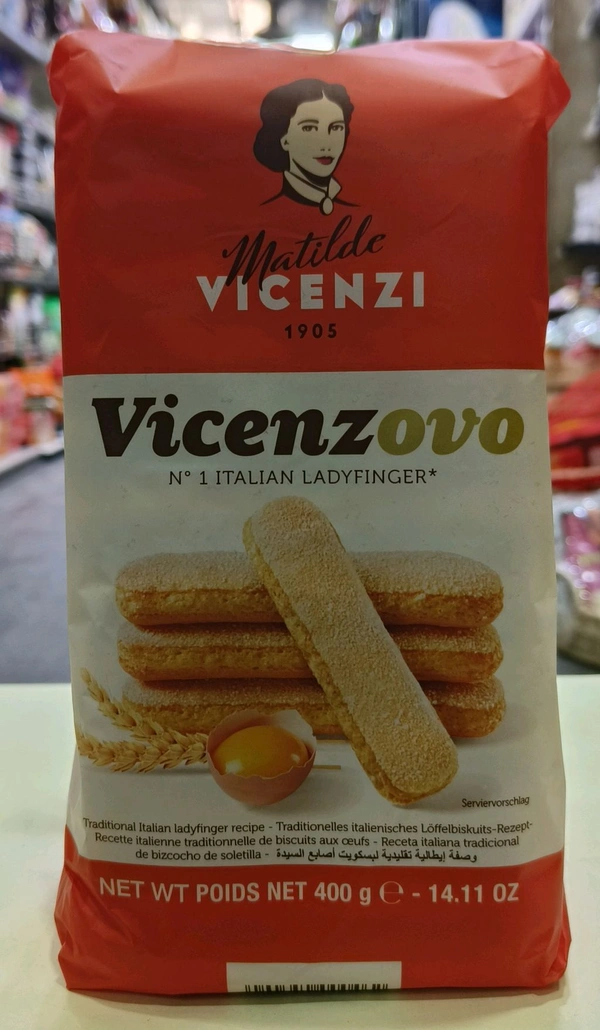 Matilde
VICENZI
1905
Vicenzovo
N° 1 ITALIAN LADYFINGER*
Serviervorschlag
Traditional Italian ladyfinger recipe - Traditionelles italienisches Löffelbiskuits-Rezept-
Recette italienne traditionnelle de biscuits aux œufs - Receta italiana tradicional
de bizcocho de soletilla - وصفة إيطالية تقليدية لبسكويت أصابع السيدة
NET WT POIDS NET 400 g ℮ - 14.11 OZ